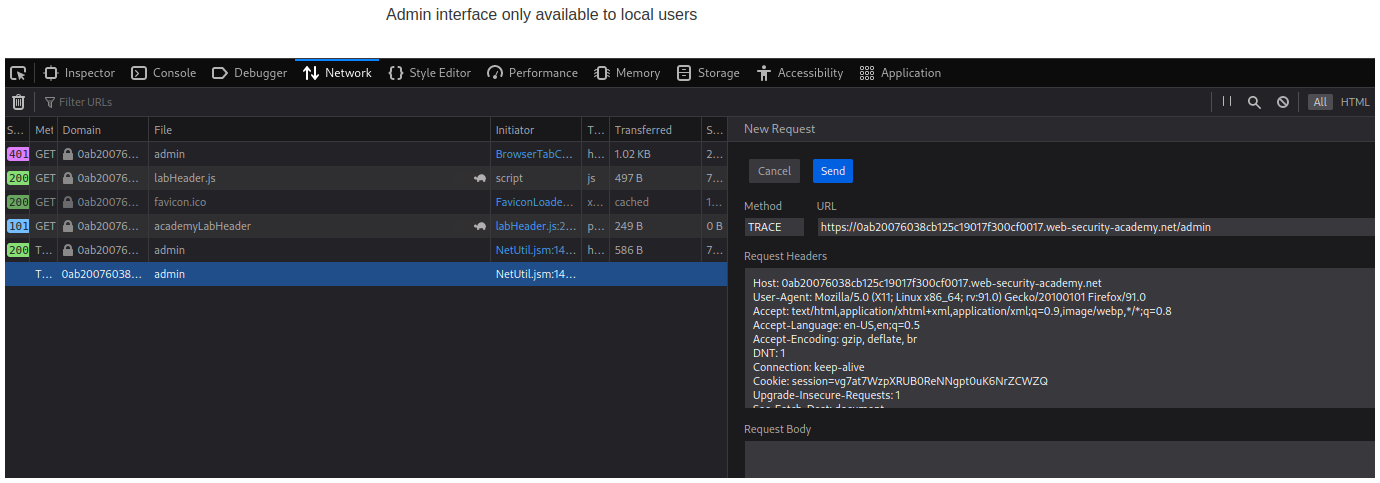 Admin interface only available to local users
Inspector Console Debugger Network Style Editor Performance Memory Storage Accessibility Application
Filter URLs All HTML
S... Met Domain File Initiator T... Transferred S...
401 GET 0ab20076... admin BrowserTabC... h... 1.02 KB 2...
200 GET 0ab20076... labHeader.js script js 497 B 7...
200 GET 0ab20076... favicon.ico FaviconLoade... x... cached 1...
101 GET 0ab20076... academyLabHeader labHeader.js:2... p... 249 B 0 B
200 T... 0ab20076... admin NetUtil.jsm:14... h... 586 B 7...
T... 0ab20076038... admin NetUtil.jsm:14...
New Request
Cancel Send
Method URL
TRACE https://0ab20076038cb125c19017f300cf0017.web-security-academy.net/admin
Request Headers
Host: 0ab20076038cb125c19017f300cf0017.web-security-academy.net
User-Agent: Mozilla/5.0 (X11; Linux x86_64; rv:91.0) Gecko/20100101 Firefox/91.0
Accept: text/html,application/xhtml+xml,application/xml;q=0.9,image/webp,*/*;q=0.8
Accept-Language: en-US,en;q=0.5
Accept-Encoding: gzip, deflate, br
DNT: 1
Connection: keep-alive
Cookie: session=vg7at7WzpXRUB0ReNNgpt0uK6NrZCWZQ
Upgrade-Insecure-Requests: 1
Request Body